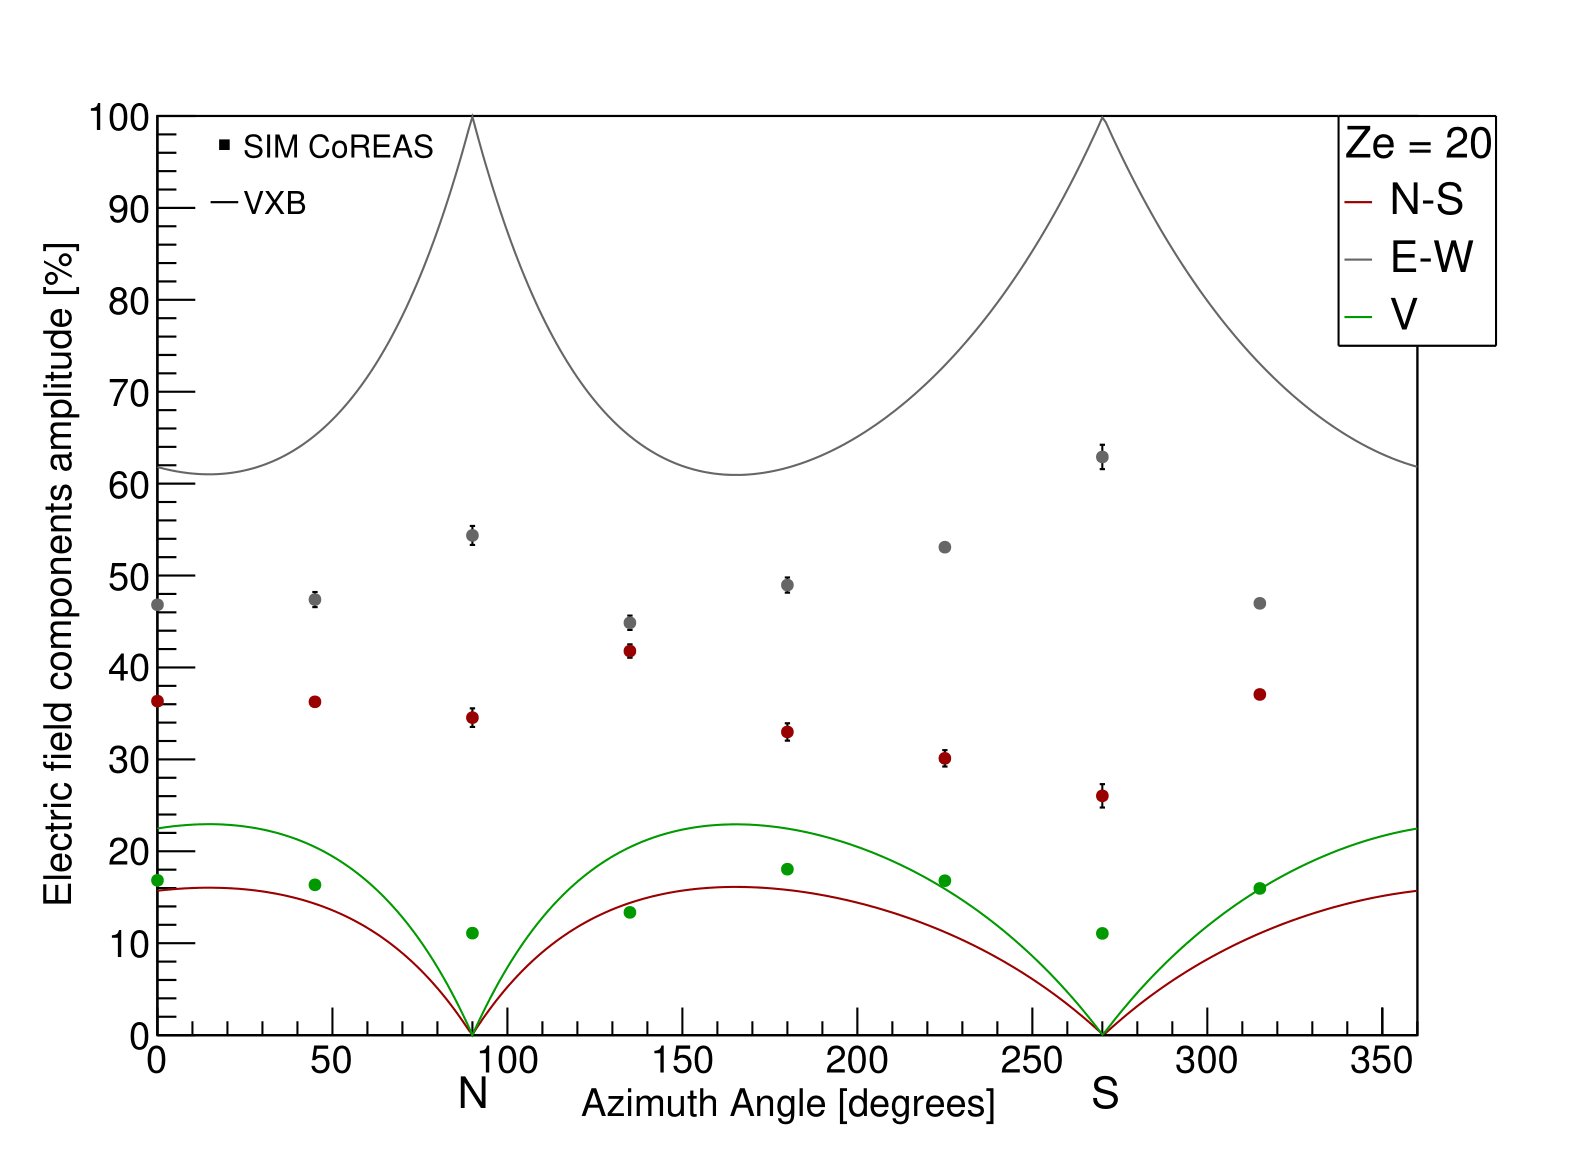 SIM CoREAS
VXB
Ze = 20
N-S
E-W
V
Electric field components amplitude [%]
100
90
80
70
60
50
40
30
20
10
0
0 50 100 150 200 250 300 350
N S
Azimuth Angle [degrees]